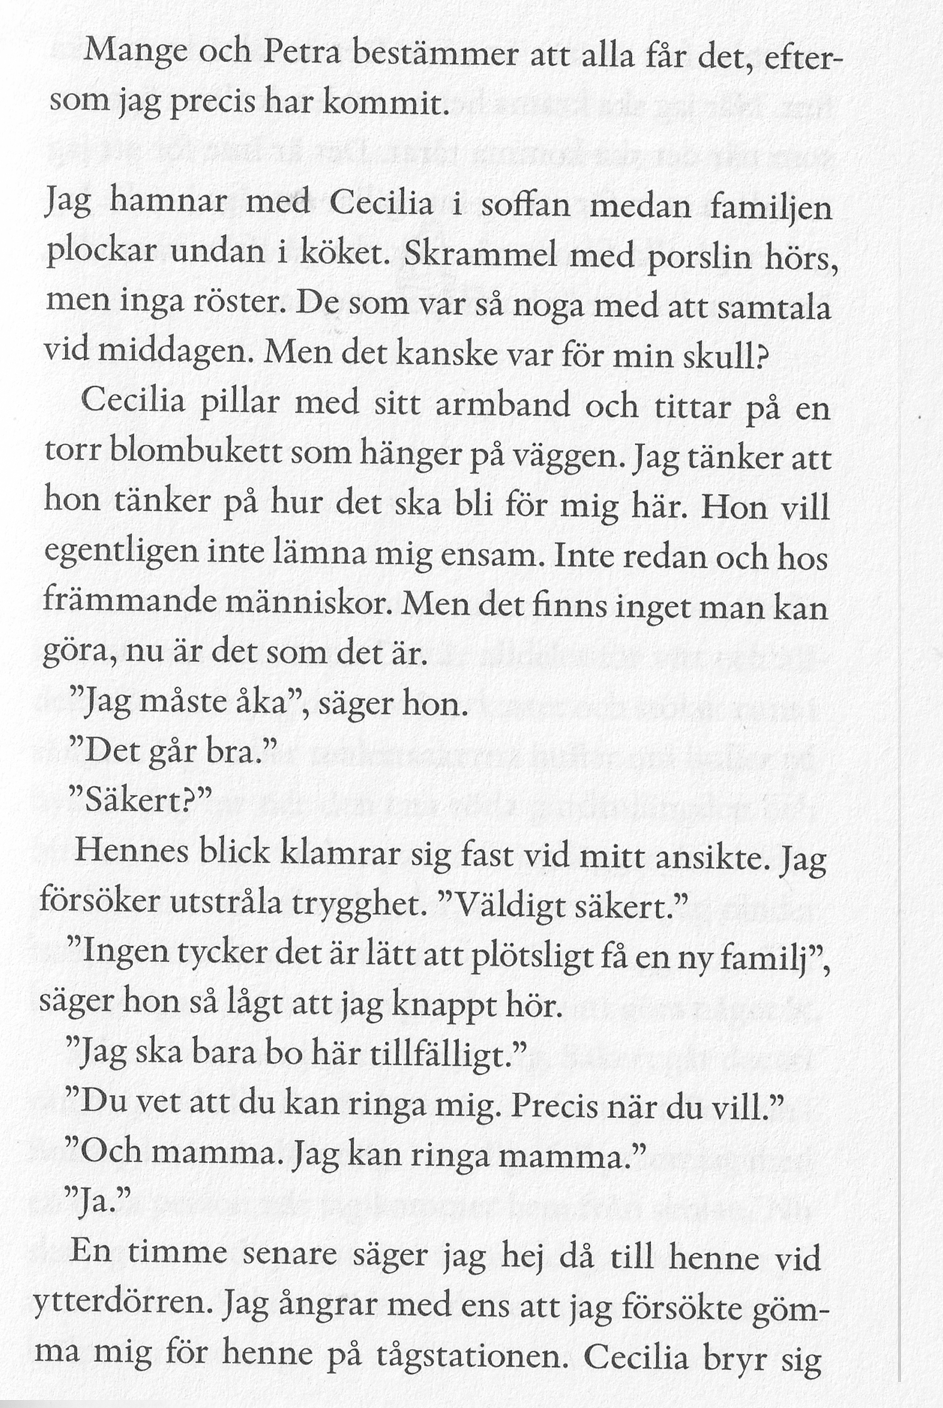 Mange och Petra bestämmer att alla får det, efter-
som jag precis har kommit.
Jag hamnar med Cecilia i soffan medan familjen
plockar undan i köket. Skrammel med porslin hörs,
men inga röster. De som var så noga med att samtala
vid middagen. Men det kanske var för min skull?
Cecilia pillar med sitt armband och tittar på en
torr blombukett som hänger på väggen. Jag tänker att
hon tänker på hur det ska bli för mig här. Hon vill
egentligen inte lämna mig ensam. Inte redan och hos
främmande människor. Men det finns inget man kan
göra, nu är det som det är.
”Jag måste åka”, säger hon.
”Det går bra.”
”Säkert?”
Hennes blick klamrar sig fast vid mitt ansikte. Jag
försöker utstråla trygghet. ”Väldigt säkert.”
”Ingen tycker det är lätt att plötsligt få en ny familj”,
säger hon så lågt att jag knappt hör.
”Jag ska bara bo här tillfälligt.”
”Du vet att du kan ringa mig. Precis när du vill.”
”Och mamma. Jag kan ringa mamma.”
”Ja.”
En timme senare säger jag hej då till henne vid
ytterdörren. Jag ångrar med ens att jag försökte göm-
ma mig för henne på tågstationen. Cecilia bryr sig